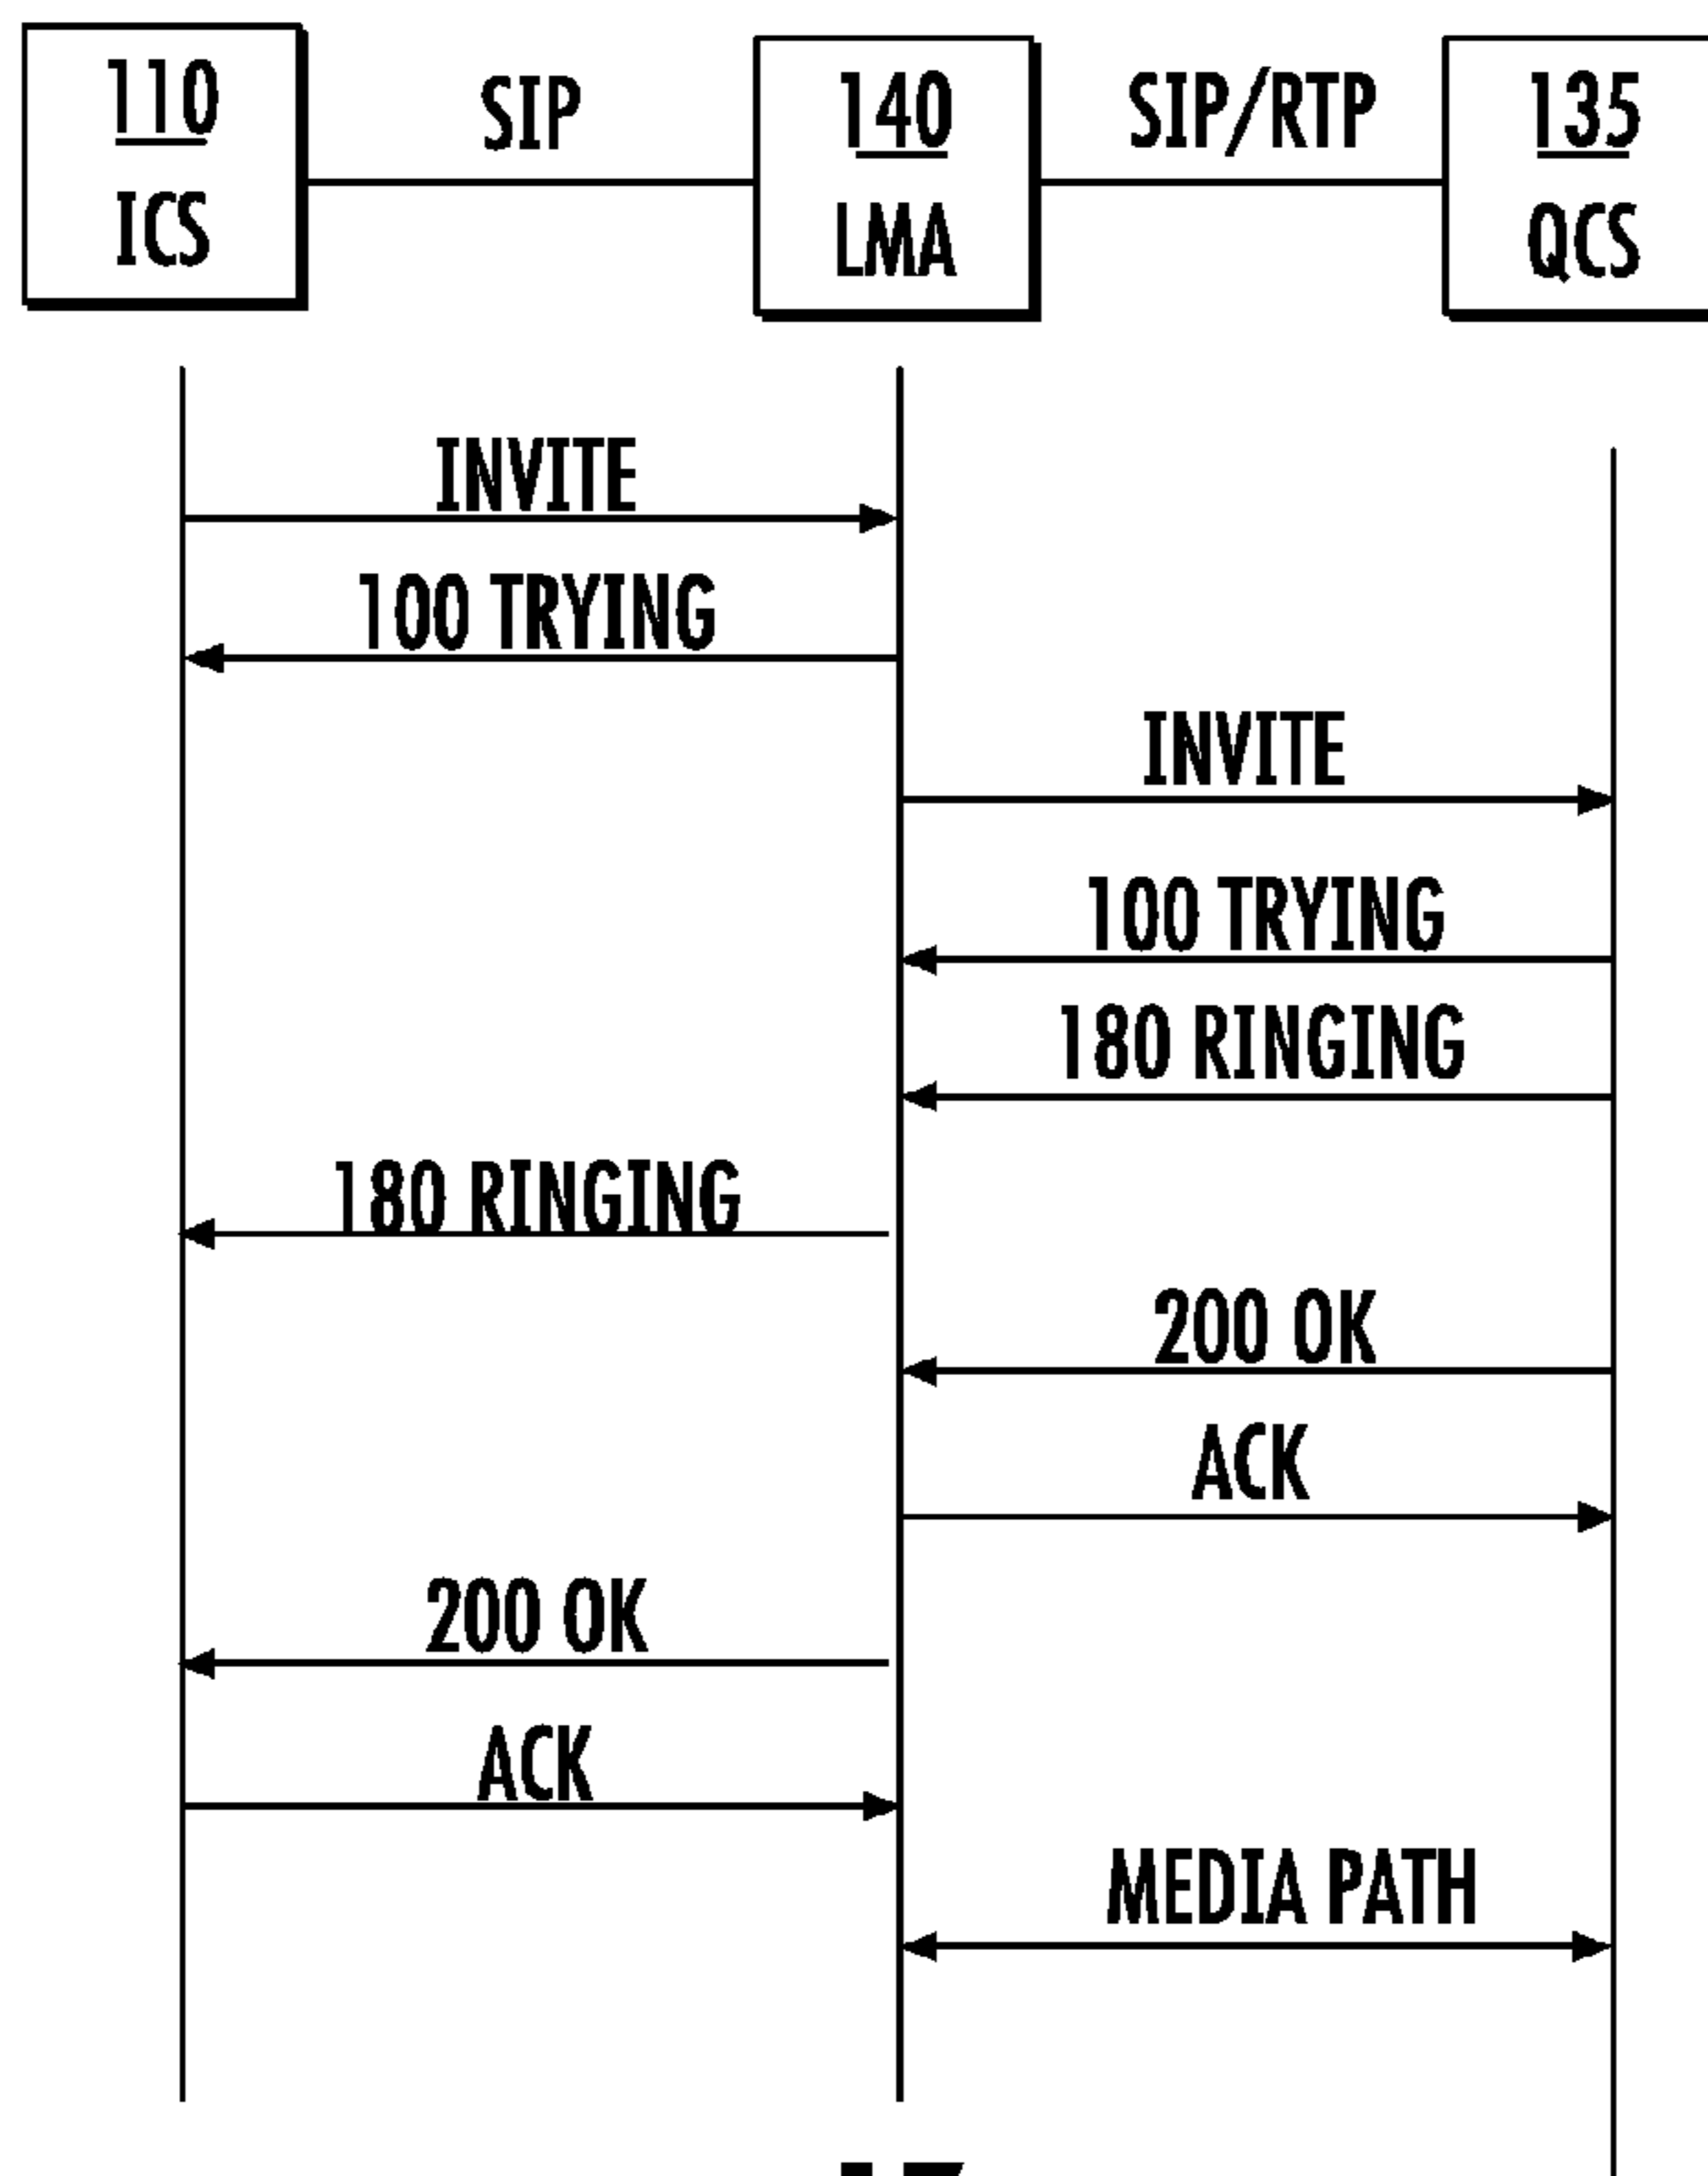 110
ICS
SIP
140
LMA
SIP/RTP
135
QCS
INVITE
100 TRYING
INVITE
100 TRYING
180 RINGING
180 RINGING
200 OK
ACK
200 OK
ACK
MEDIA PATH